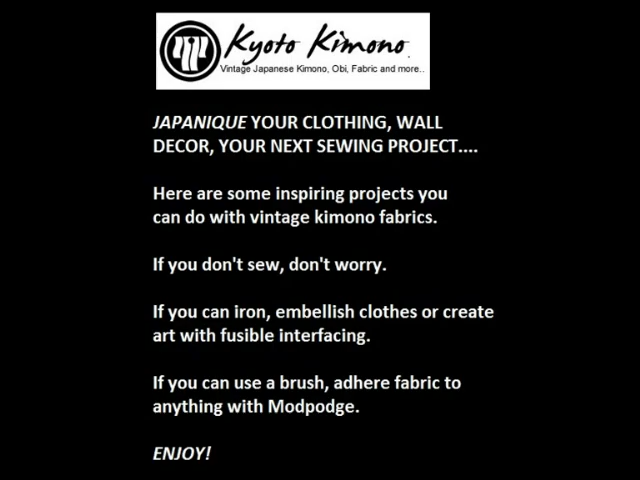 Kyoto Kimono.
Vintage Japanese Kimono, Obi, Fabric and more..
JAPANIQUE YOUR CLOTHING, WALL
DECOR, YOUR NEXT SEWING PROJECT....
Here are some inspiring projects you
can do with vintage kimono fabrics.
If you don't sew, don't worry.
If you can iron, embellish clothes or create
art with fusible interfacing.
If you can use a brush, adhere fabric to
anything with Modpodge.
ENJOY!